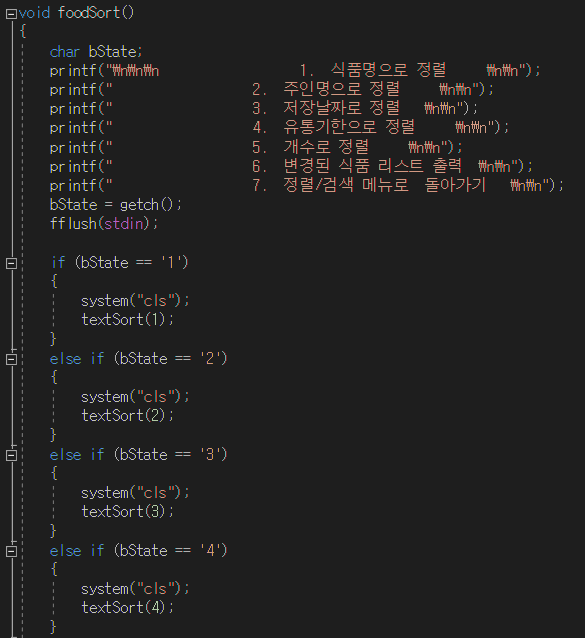 void foodSort()
{
char bState;
printf("₩n₩n₩n                  1.  식품명으로 정렬     ₩n₩n");
printf("                  2.  주인명으로 정렬     ₩n₩n");
printf("                  3.  저장날짜로 정렬   ₩n₩n");
printf("                  4.  유통기한으로 정렬     ₩n₩n");
printf("                  5.  개수로 정렬     ₩n₩n");
printf("                  6.  변경된 식품 리스트 출력  ₩n₩n");
printf("                  7.  정렬/검색 메뉴로  돌아가기   ₩n₩n");
bState = getch();
fflush(stdin);
if (bState == '1')
{
system("cls");
textSort(1);
}
else if (bState == '2')
{
system("cls");
textSort(2);
}
else if (bState == '3')
{
system("cls");
textSort(3);
}
else if (bState == '4')
{
system("cls");
textSort(4);
}